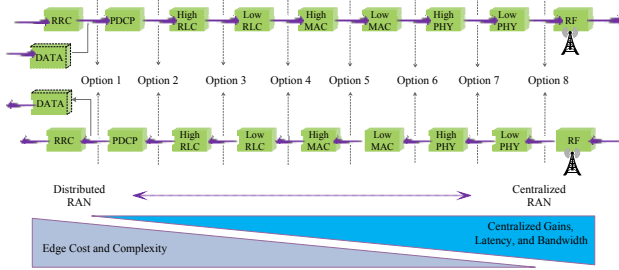 RRC PDCP High RLC Low RLC High MAC Low MAC High PHY Low PHY RF
DATA
Option 1 Option 2 Option 3 Option 4 Option 5 Option 6 Option 7 Option 8
DATA
RRC PDCP High RLC Low RLC High MAC Low MAC High PHY Low PHY RF
Distributed
RAN
Centralized
RAN
Centralized Gains,
Latency, and Bandwidth
Edge Cost and Complexity